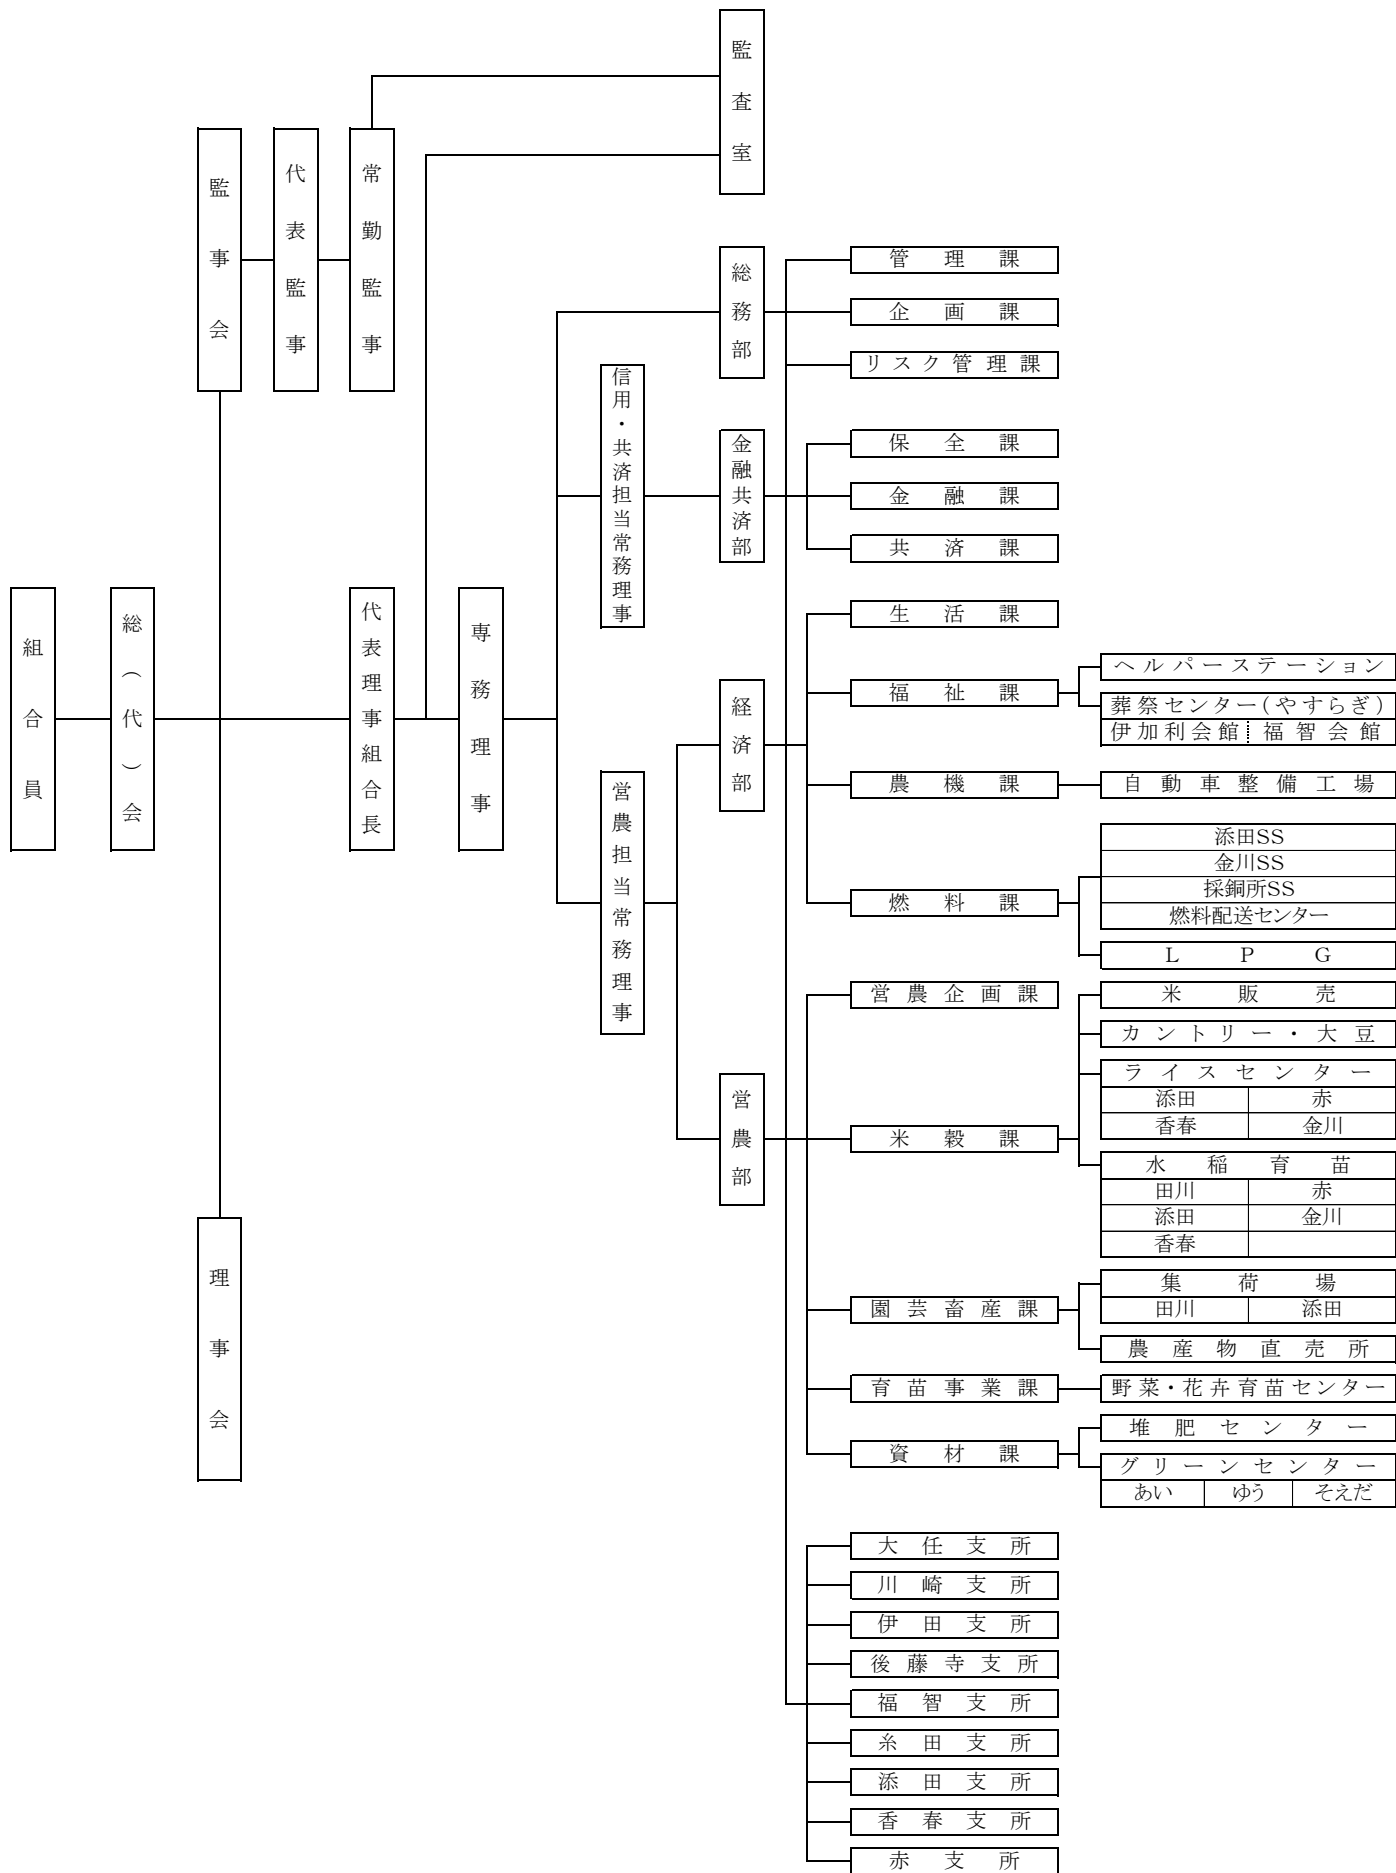 監査室
監事会
代表監事
常勤監事
組合員
総（代）会
理事会
代表理事組合長
専務理事
信用・共済担当常務理事
営農担当常務理事
総務部
管理課
企画課
リスク管理課
金融共済部
保全課
金融課
共済課
経済部
生活課
福祉課
ヘルパーステーション
葬祭センター(やすらぎ)
伊加利会館 福智会館
農機課
自動車整備工場
燃料課
添田SS
金川SS
採銅所SS
燃料配送センター
LPG
営農部
営農企画課
米穀課
米販売
カントリー・大豆
ライスセンター
添田 赤
香春 金川
水稲育苗
田川 赤
添田 金川
香春
園芸畜産課
集荷場
田川 添田
農産物直売所
育苗事業課
野菜・花卉育苗センター
資材課
堆肥センター
グリーンセンター
あい ゆう そえだ
大任支所
川崎支所
伊田支所
後藤寺支所
福智支所
糸田支所
添田支所
香春支所
赤支所